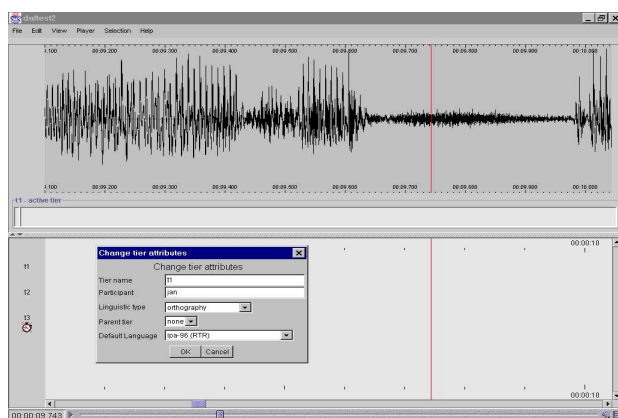 daftest2
File Edit View Player Selection Help
).100 00:09.200 00:09.300 00:09.400 00:09.500 00:09.600 00:09.700 00:09.800 00:09.900 00:10.000
).100 00:09.200 00:09.300 00:09.400 00:09.500 00:09.600 00:09.700 00:09.800 00:09.900 00:10.000
t1 - active tier
00:00:10
Change tier attributes
Change tier attributes
t1
Tier name t1
t2
Participant jan
Linguistic type orthography
t3
Parent tier none
Default Language Ipa-96 (RTR)
OK Cancel
00:00:10
00:00:09.743